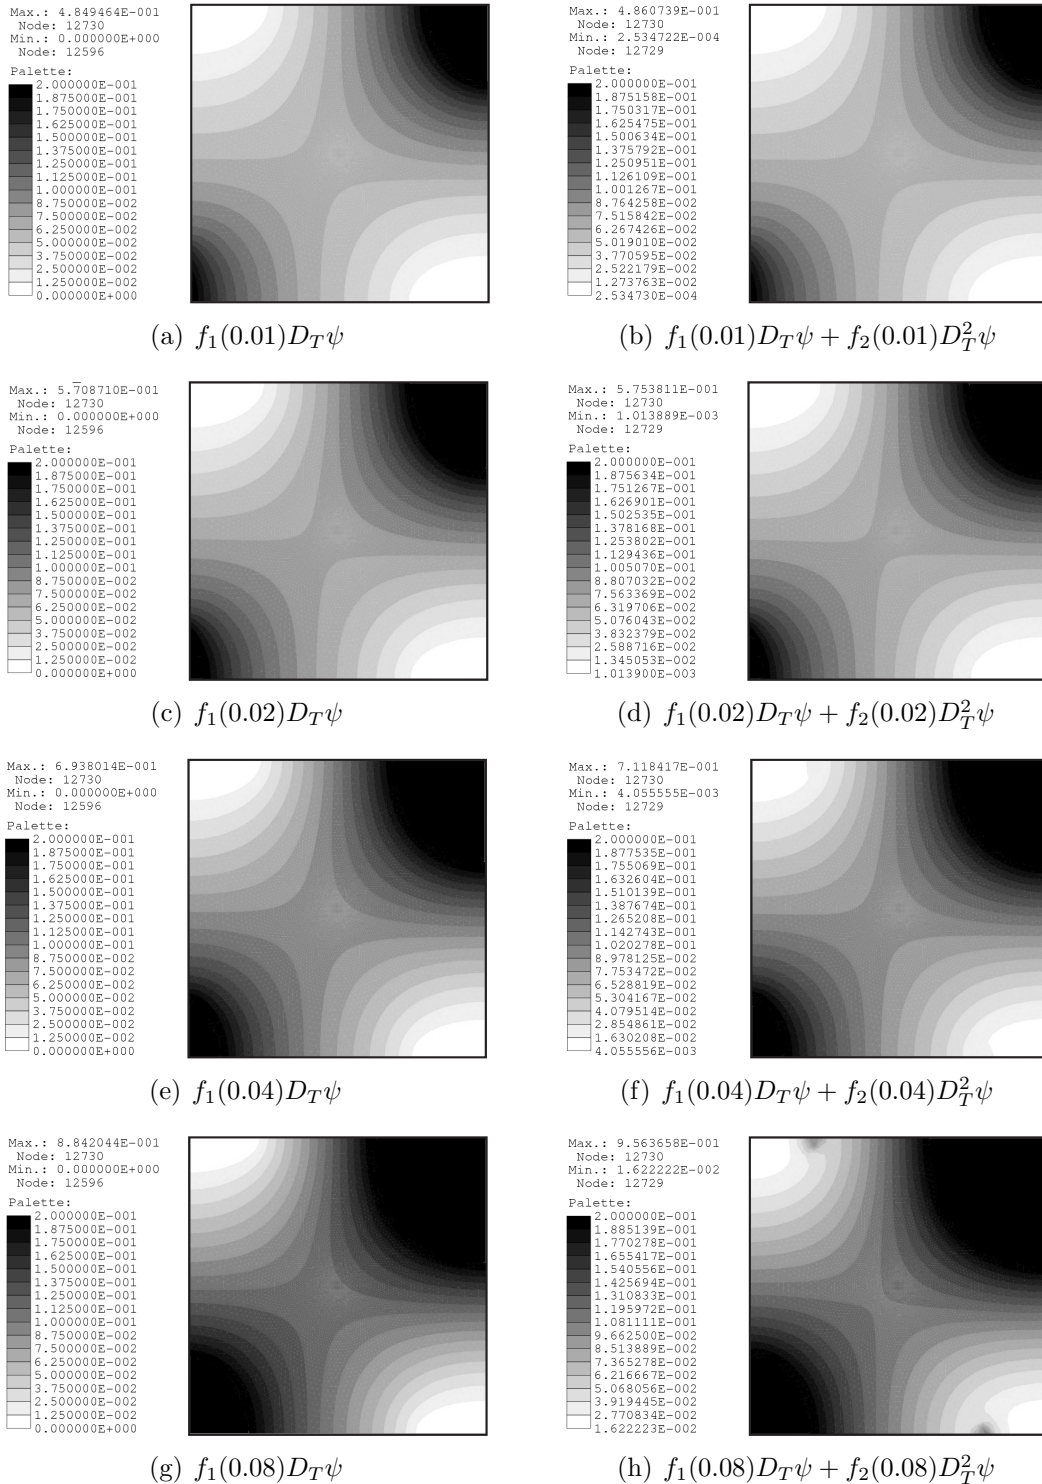 Max.: 4.849464E-001
Node: 12730
Min.: 0.000000E+000
Node: 12596
Palette:
2.000000E-001
1.875000E-001
1.750000E-001
1.625000E-001
1.500000E-001
1.375000E-001
1.250000E-001
1.125000E-001
1.000000E-001
8.750000E-002
7.500000E-002
6.250000E-002
5.000000E-002
3.750000E-002
2.500000E-002
1.250000E-002
0.000000E+000
(a) f₁(0.01)D_Tψ
Max.: 4.860739E-001
Node: 12730
Min.: 2.534722E-004
Node: 12729
Palette:
2.000000E-001
1.875158E-001
1.750317E-001
1.625475E-001
1.500634E-001
1.375792E-001
1.250951E-001
1.126109E-001
1.001267E-001
8.764258E-002
7.515842E-002
6.267426E-002
5.019010E-002
3.770595E-002
2.522179E-002
1.273763E-002
2.534730E-004
(b) f₁(0.01)D_Tψ + f₂(0.01)D²_Tψ
Max.: 5.708710E-001
Node: 12730
Min.: 0.000000E+000
Node: 12596
Palette:
2.000000E-001
1.875000E-001
1.750000E-001
1.625000E-001
1.500000E-001
1.375000E-001
1.250000E-001
1.125000E-001
1.000000E-001
8.750000E-002
7.500000E-002
6.250000E-002
5.000000E-002
3.750000E-002
2.500000E-002
1.250000E-002
0.000000E+000
(c) f₁(0.02)D_Tψ
Max.: 5.753811E-001
Node: 12730
Min.: 1.013889E-003
Node: 12729
Palette:
2.000000E-001
1.875634E-001
1.751267E-001
1.626901E-001
1.502535E-001
1.378168E-001
1.253802E-001
1.129436E-001
1.005070E-001
8.807032E-002
7.563369E-002
6.319706E-002
5.076043E-002
3.832379E-002
2.588716E-002
1.345053E-002
1.013900E-003
(d) f₁(0.02)D_Tψ + f₂(0.02)D²_Tψ
Max.: 6.938014E-001
Node: 12730
Min.: 0.000000E+000
Node: 12596
Palette:
2.000000E-001
1.875000E-001
1.750000E-001
1.625000E-001
1.500000E-001
1.375000E-001
1.250000E-001
1.125000E-001
1.000000E-001
8.750000E-002
7.500000E-002
6.250000E-002
5.000000E-002
3.750000E-002
2.500000E-002
1.250000E-002
0.000000E+000
(e) f₁(0.04)D_Tψ
Max.: 7.118417E-001
Node: 12730
Min.: 4.055555E-003
Node: 12729
Palette:
2.000000E-001
1.877535E-001
1.755069E-001
1.632604E-001
1.510139E-001
1.387674E-001
1.265208E-001
1.142743E-001
1.020278E-001
8.978125E-002
7.753472E-002
6.528819E-002
5.304167E-002
4.079514E-002
2.854861E-002
1.630208E-002
4.055556E-003
(f) f₁(0.04)D_Tψ + f₂(0.04)D²_Tψ
Max.: 8.842044E-001
Node: 12730
Min.: 0.000000E+000
Node: 12596
Palette:
2.000000E-001
1.875000E-001
1.750000E-001
1.625000E-001
1.500000E-001
1.375000E-001
1.250000E-001
1.125000E-001
1.000000E-001
8.750000E-002
7.500000E-002
6.250000E-002
5.000000E-002
3.750000E-002
2.500000E-002
1.250000E-002
0.000000E+000
(g) f₁(0.08)D_Tψ
Max.: 9.563658E-001
Node: 12730
Min.: 1.622222E-002
Node: 12729
Palette:
2.000000E-001
1.885139E-001
1.770278E-001
1.655417E-001
1.540556E-001
1.425694E-001
1.310833E-001
1.195972E-001
1.081111E-001
9.662500E-002
8.513889E-002
7.365278E-002
6.216667E-002
5.068056E-002
3.919445E-002
2.770834E-002
1.622223E-002
(h) f₁(0.08)D_Tψ + f₂(0.08)D²_Tψ